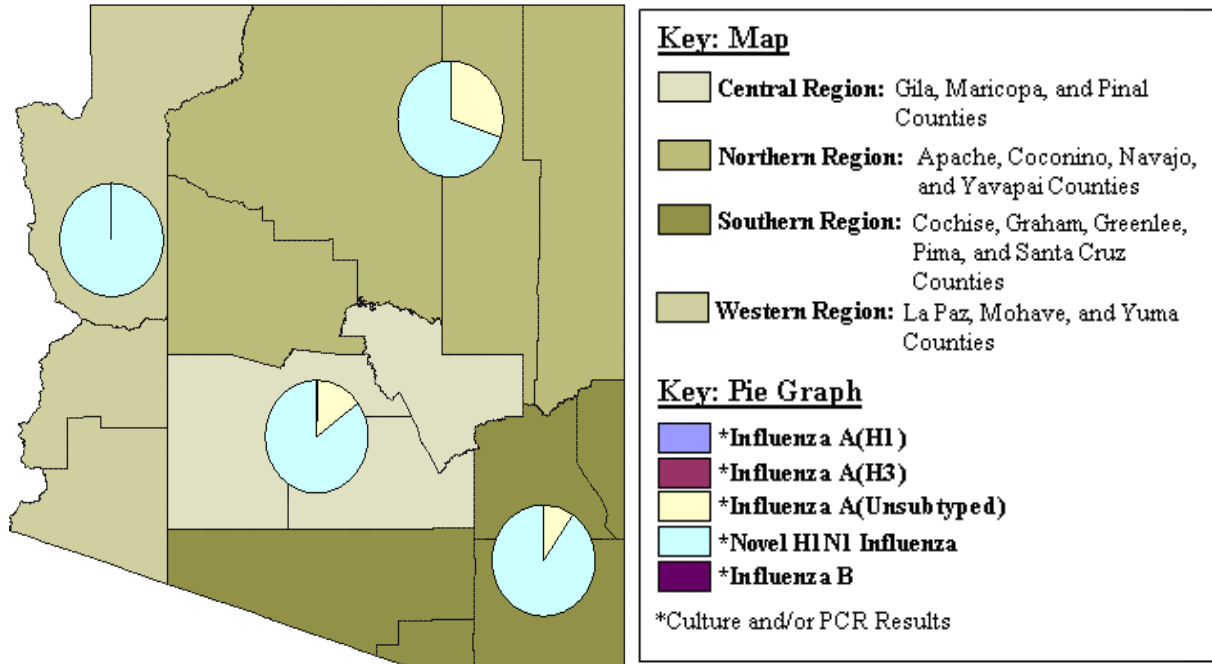 Key: Map
Central Region: Gila, Maricopa, and Pinal
Counties
Northern Region: Apache, Coconino, Navajo,
and Yavapai Counties
Southern Region: Cochise, Graham, Greenlee,
Pima, and Santa Cruz
Counties
Western Region: La Paz, Mohave, and Yuma
Counties
Key: Pie Graph
*Influenza A(H1)
*Influenza A(H3)
*Influenza A(Unsubtyped)
*Novel H1N1 Influenza
*Influenza B
*Culture and/or PCR Results